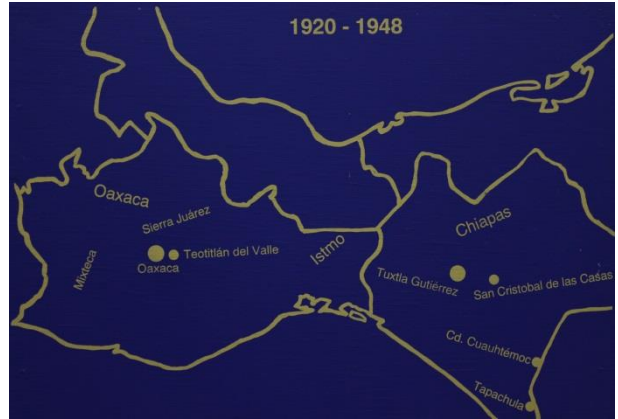 1920 - 1948
Oaxaca
Sierra Juárez
Mixteca
Oaxaca
Teotitlán del Valle
Istmo
Chiapas
Tuxtla Gutiérrez
San Cristobal de las Casas
Cd. Cuauhtémoc
Tapachula